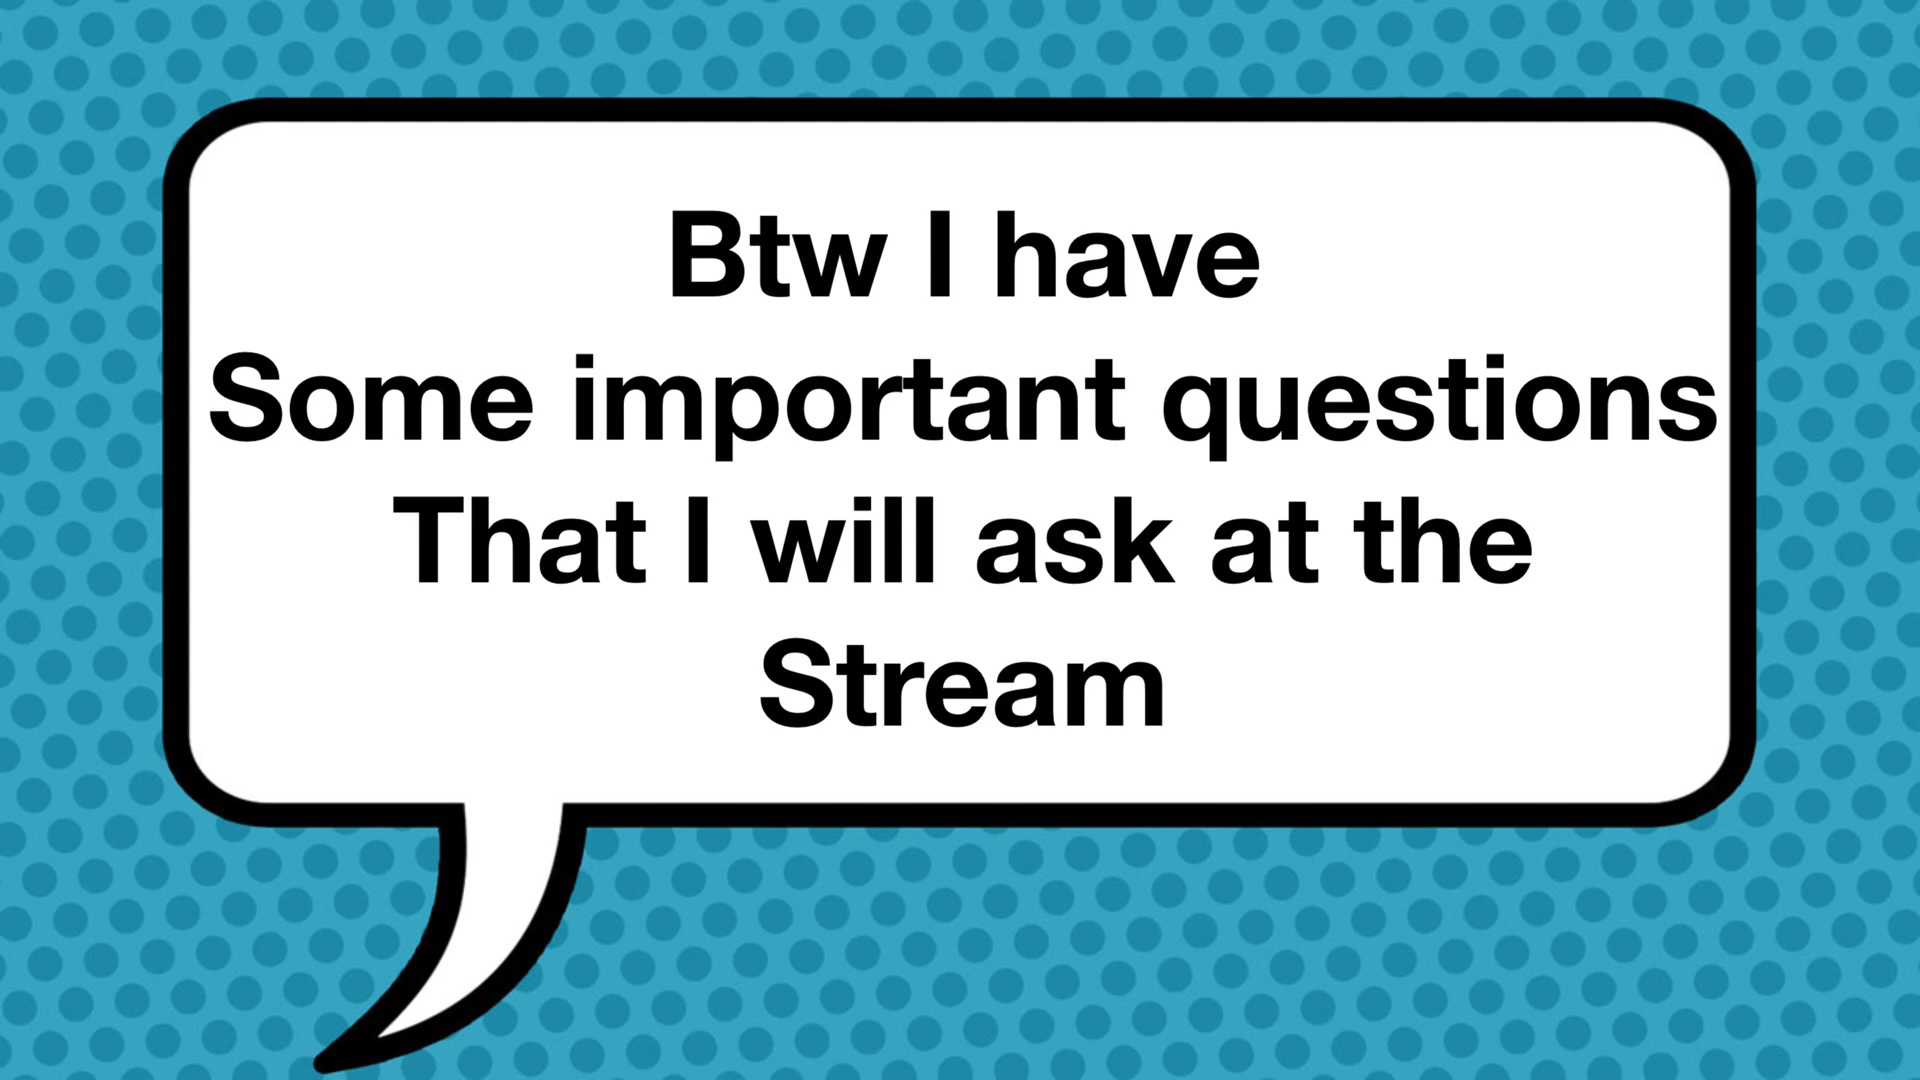 Btw I have
Some important questions
That I will ask at the
Stream